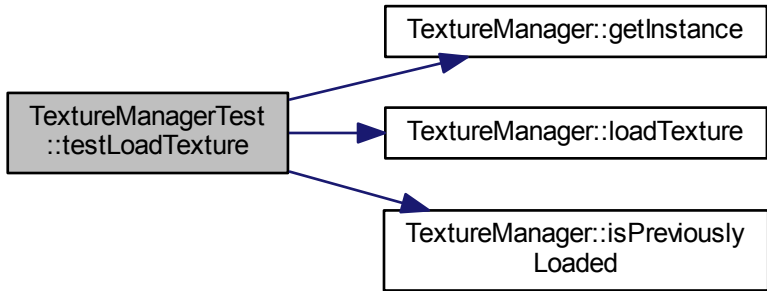 TextureManagerTest
::testLoadTexture
TextureManager::getInstance
TextureManager::loadTexture
TextureManager::isPreviously
Loaded